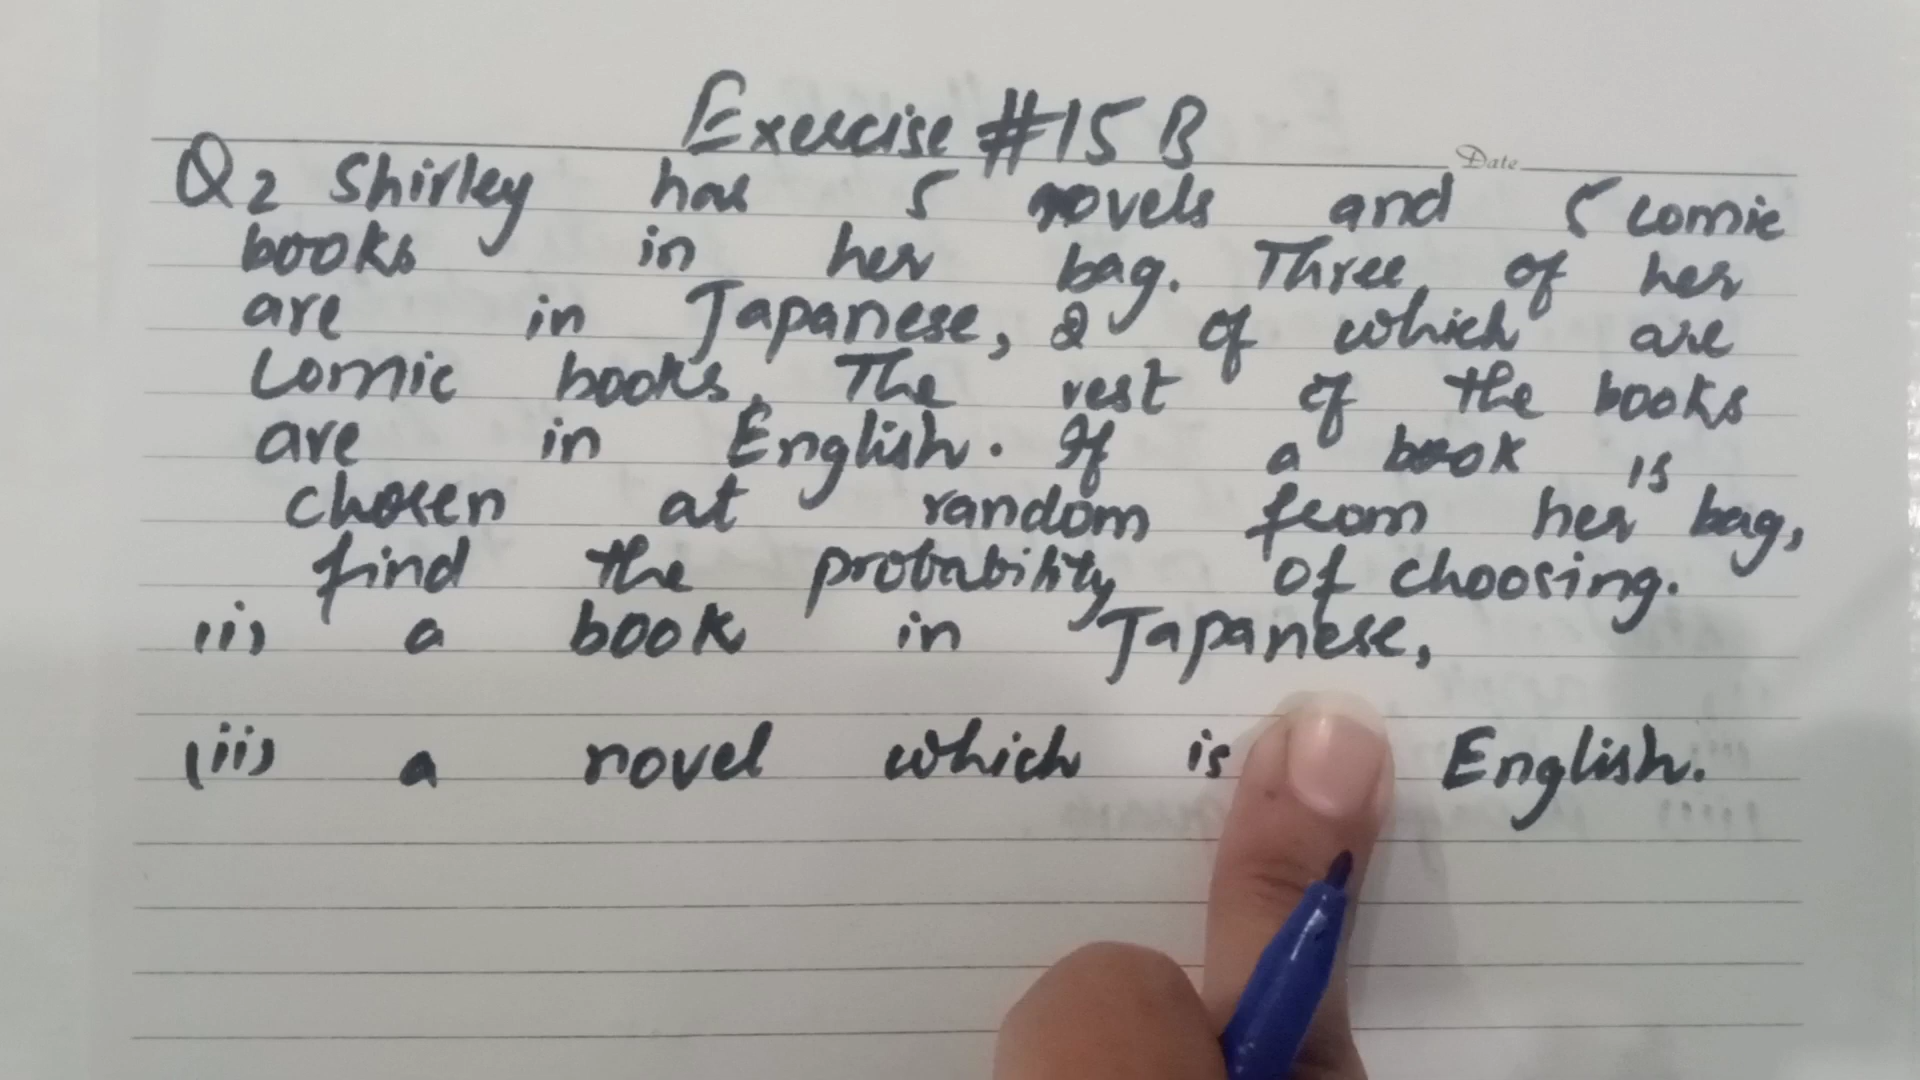 Exercise #15 B
Date
Q2 Shirley has 5 novels and 5 comic
books in her bag. Three of her
are in Japanese, 2 of which are
comic books. The rest of the books
are in English. If a book is
chosen at random from her bag,
find the probability of choosing.
(i) a book in Japanese,
(ii) a novel which is English.